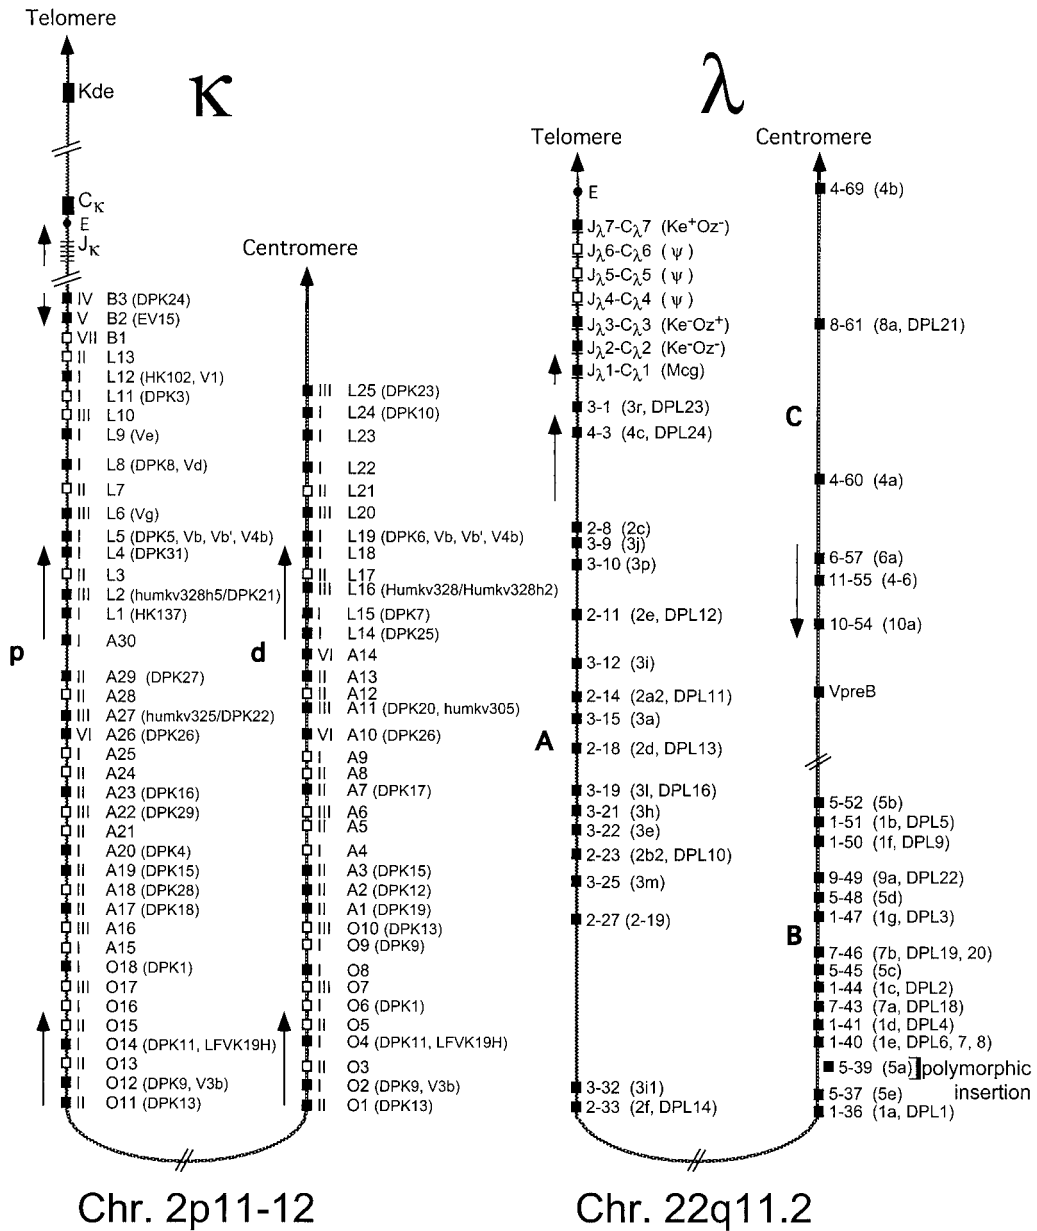 κ
Telomere
Kde
Cκ
E
Jκ
IV B3 (DPK24)
V B2 (EV15)
VII B1
II L13
I L12 (HK102, V1)
I L11 (DPK3)
III L10
I L9 (Ve)
I L8 (DPK8, Vd)
II L7
III L6 (Vg)
I L5 (DPK5, Vb, Vb', V4b)
I L4 (DPK31)
II L3
III L2 (humkv328h5/DPK21)
I L1 (HK137)
I A30
p
II A29 (DPK27)
II A28
III A27 (humkv325/DPK22)
VI A26 (DPK26)
I A25
II A24
II A23 (DPK16)
III A22 (DPK29)
II A21
I A20 (DPK4)
II A19 (DPK15)
II A18 (DPK28)
II A17 (DPK18)
III A16
I A15
I O18 (DPK1)
III O17
I O16
II O15
I O14 (DPK11, LFVK19H)
II O13
I O12 (DPK9, V3b)
II O11 (DPK13)
Centromere
III L25 (DPK23)
I L24 (DPK10)
I L23
I L22
II L21
III L20
I L19 (DPK6, Vb, Vb', V4b)
I L18
II L17
III L16 (Humkv328/Humkv328h2)
I L15 (DPK7)
I L14 (DPK25)
d
VI A14
II A13
II A12
III A11 (DPK20, humkv305)
VI A10 (DPK26)
I A9
II A8
II A7 (DPK17)
III A6
II A5
I A4
II A3 (DPK15)
II A2 (DPK12)
II A1 (DPK19)
III O10 (DPK13)
I O9 (DPK9)
I O8
III O7
I O6 (DPK1)
II O5
I O4 (DPK11, LFVK19H)
II O3
I O2 (DPK9, V3b)
II O1 (DPK13)
Chr. 2p11-12
λ
Telomere
E
Jλ7-Cλ7 (Ke⁺Oz⁻)
Jλ6-Cλ6 (ψ)
Jλ5-Cλ5 (ψ)
Jλ4-Cλ4 (ψ)
Jλ3-Cλ3 (Ke⁻Oz⁺)
Jλ2-Cλ2 (Ke⁻Oz⁻)
Jλ1-Cλ1 (Mcg)
3-1 (3r, DPL23)
4-3 (4c, DPL24)
2-8 (2c)
3-9 (3j)
3-10 (3p)
2-11 (2e, DPL12)
3-12 (3i)
2-14 (2a2, DPL11)
3-15 (3a)
A
2-18 (2d, DPL13)
3-19 (3l, DPL16)
3-21 (3h)
3-22 (3e)
2-23 (2b2, DPL10)
3-25 (3m)
2-27 (2-19)
3-32 (3i1)
2-33 (2f, DPL14)
Centromere
4-69 (4b)
8-61 (8a, DPL21)
C
4-60 (4a)
6-57 (6a)
11-55 (4-6)
10-54 (10a)
VpreB
5-52 (5b)
1-51 (1b, DPL5)
1-50 (1f, DPL9)
9-49 (9a, DPL22)
5-48 (5d)
1-47 (1g, DPL3)
B
7-46 (7b, DPL19, 20)
5-45 (5c)
1-44 (1c, DPL2)
7-43 (7a, DPL18)
1-41 (1d, DPL4)
1-40 (1e, DPL6, 7, 8)
5-39 (5a)
polymorphic
insertion
5-37 (5e)
1-36 (1a, DPL1)
Chr. 22q11.2